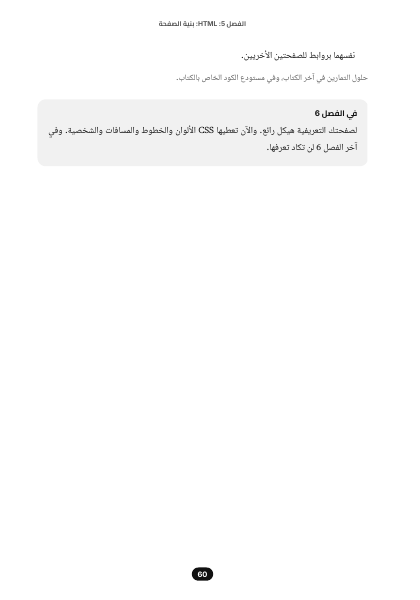 الفصل 5: HTML: بنية الصفحة
نفسهما بروابط للصفحتين الأخريين.
حلول التمارين في آخر الكتاب، وفي مستودع الكود الخاص بالكتاب.
في الفصل 6
لصفحتك التعريفية هيكل رائع. والآن تعطيها CSS الألوان والخطوط والمسافات والشخصية. وفي
آخر الفصل 6 لن تكاد تعرفها.
60